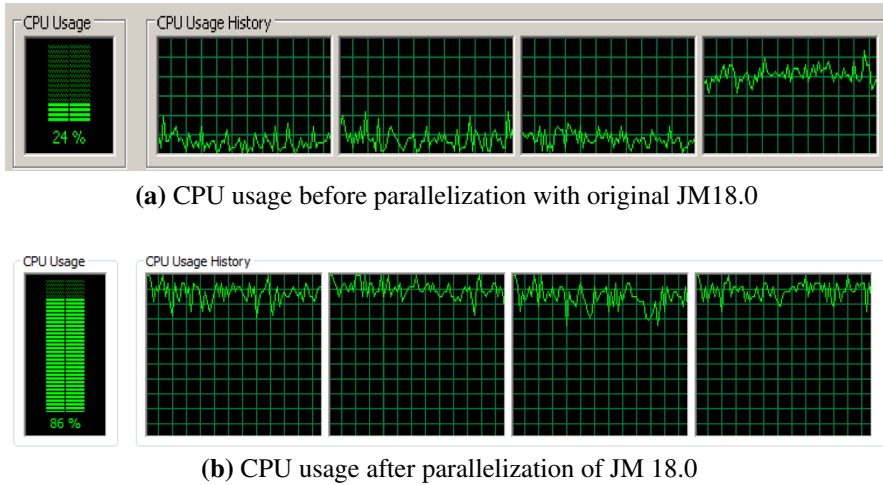 CPU Usage
CPU Usage History
24 %
(a) CPU usage before parallelization with original JM18.0
CPU Usage
CPU Usage History
86 %
(b) CPU usage after parallelization of JM 18.0